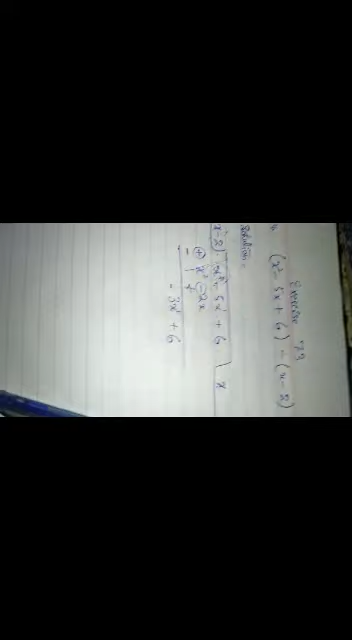 Exercise 7.3
(x² - 5x + 6) - (x - 2)
Solution -
x-2) x² - 5x + 6 ( x
x² - 2x
- +
- 3x + 6